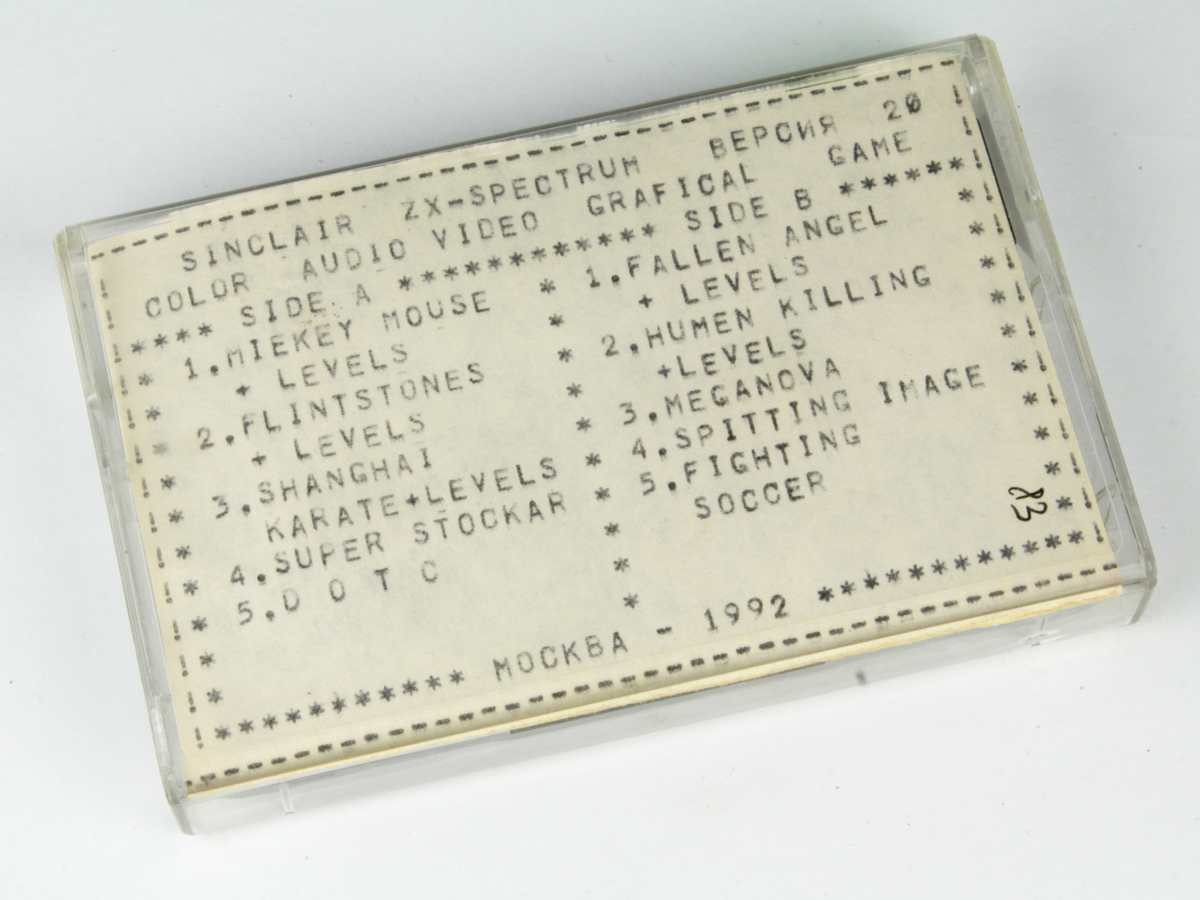 SINCLAIR ZX-SPECTRUM ВЕРСИЯ 20
COLOR AUDIO VIDEO GRAFICAL GAME
**** SIDE A ************ SIDE B ******
1.MIEKEY MOUSE
+ LEVELS
2.FLINTSTONES
+ LEVELS
3.SHANGHAI
KARATE+LEVELS
4.SUPER STOCKAR
5.D O T C
1.FALLEN ANGEL
+ LEVELS
2.HUMEN KILLING
+LEVELS
3.MEGANOVA
4.SPITTING IMAGE
5.FIGHTING
SOCCER
83
*********** МОСКВА - 1992 ************